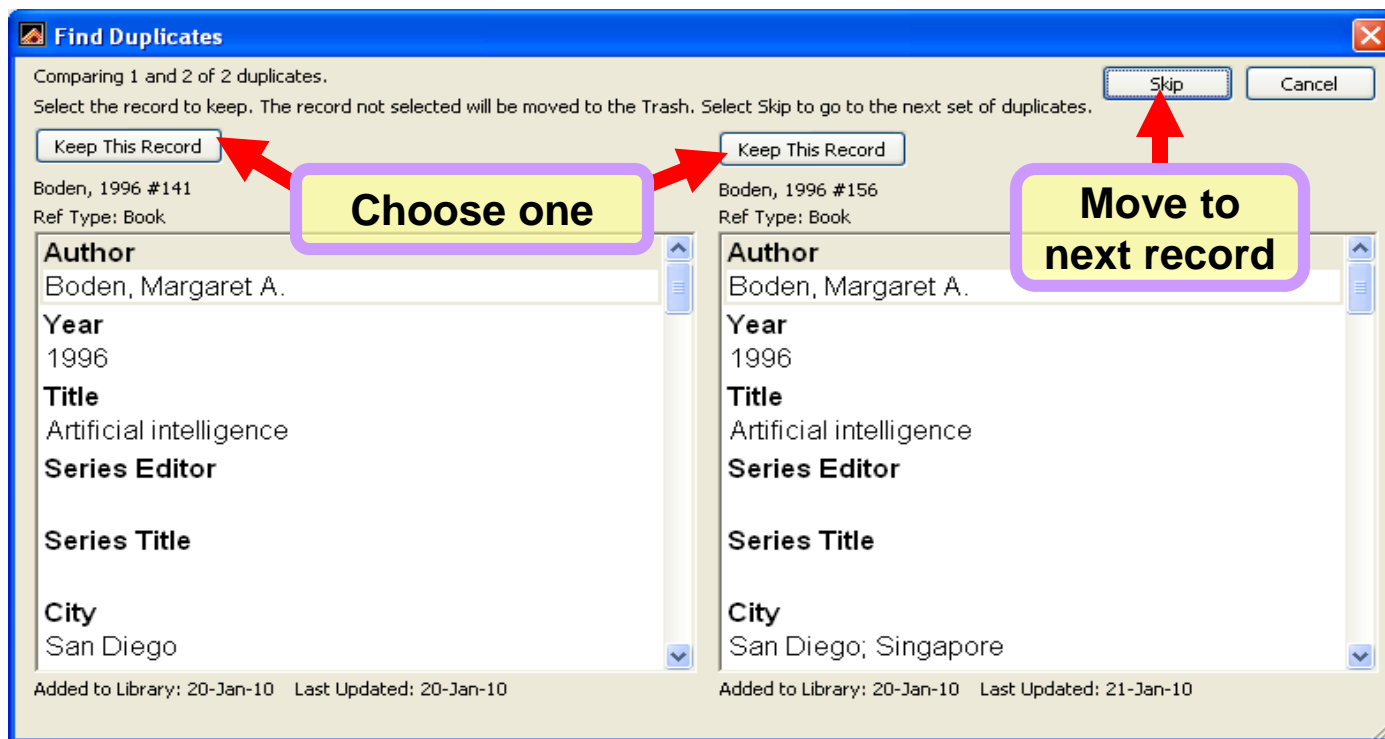 Find Duplicates
Comparing 1 and 2 of 2 duplicates.
Select the record to keep. The record not selected will be moved to the Trash. Select Skip to go to the next set of duplicates.
Skip
Cancel
Keep This Record
Keep This Record
Choose one
Move to
next record
Boden, 1996 #141
Ref Type: Book
Author
Boden, Margaret A.
Year
1996
Title
Artificial intelligence
Series Editor
Series Title
City
San Diego
Added to Library: 20-Jan-10 Last Updated: 20-Jan-10
Boden, 1996 #156
Ref Type: Book
Author
Boden, Margaret A.
Year
1996
Title
Artificial intelligence
Series Editor
Series Title
City
San Diego; Singapore
Added to Library: 20-Jan-10 Last Updated: 21-Jan-10